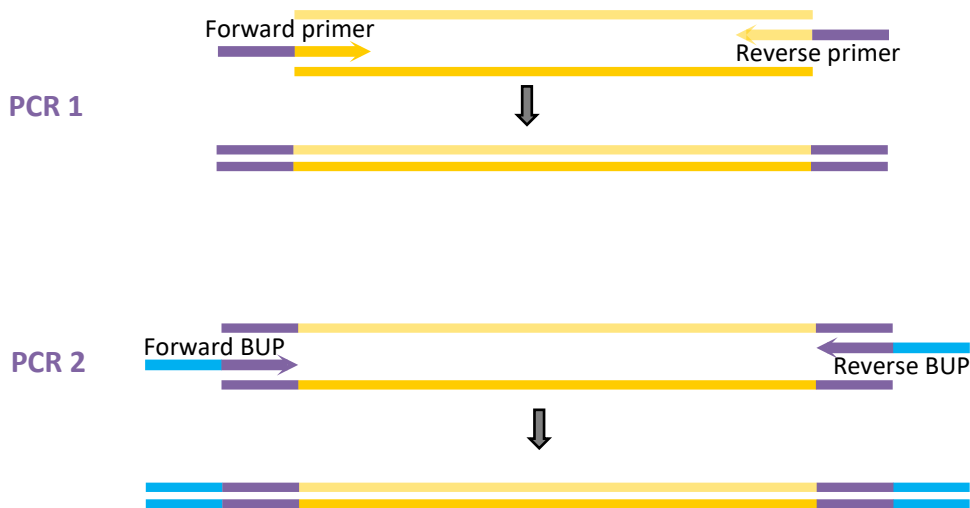 Forward primer
Reverse primer
PCR 1
Forward BUP
PCR 2
Reverse BUP